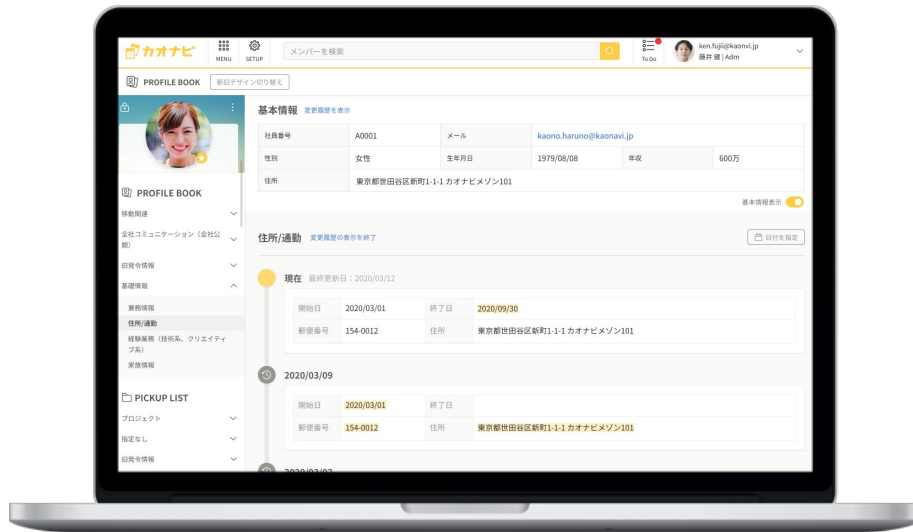 カオナビ
MENU
SETUP
メンバーを検索
To Do
ken.fujii@kaonvi.jp
藤井 健 | Adm
PROFILE BOOK
新旧デザイン切り替え
基本情報 変更履歴を表示
社員番号 A0001 メール kaono.haruno@kaonavi.jp
性別 女性 生年月日 1979/08/08 年収 600万
住所 東京都世田谷区新町1-1-1 カオナビメゾン101
基本情報表示
PROFILE BOOK
移動関連
全社コミュニケーション（全社公
開）
旧発令情報
基礎情報
兼務情報
住所/通勤
経験業務（技術系、クリエイティ
ブ系）
家族情報
PICKUP LIST
プロジェクト
指定なし
旧発令情報
住所/通勤 変更履歴の表示を終了
日付を指定
現在 最終更新日：2020/03/12
開始日 2020/03/01 終了日 2020/09/30
郵便番号 154-0012 住所 東京都世田谷区新町1-1-1 カオナビメゾン101
2020/03/09
開始日 2020/03/01 終了日
郵便番号 154-0012 住所 東京都世田谷区新町1-1-1 カオナビメゾン101